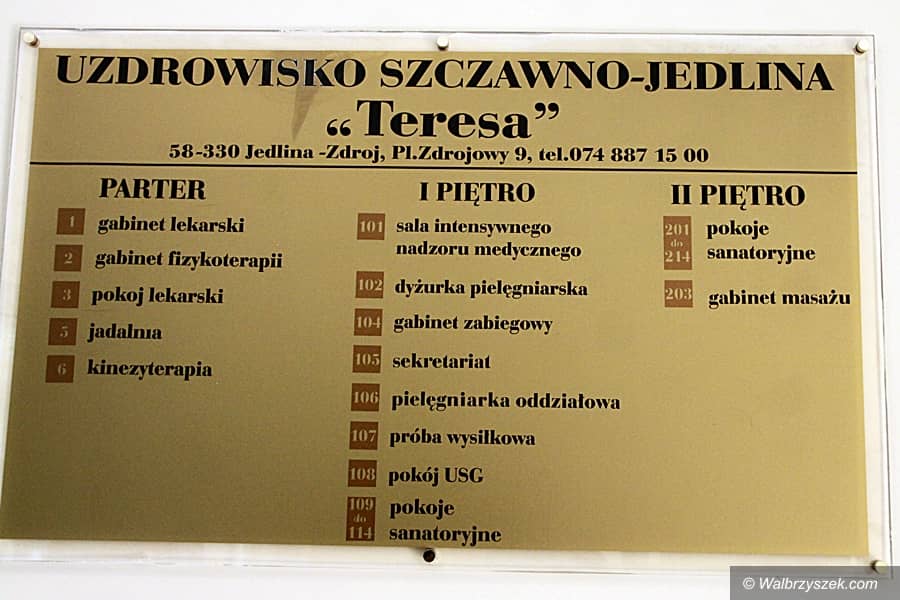 UZDROWISKO SZCZAWNO-JEDLINA
“Teresa”
58-330 Jedlina -Zdroj, Pl.Zdrojowy 9, tel.074 887 15 00
PARTER
1 gabinet lekarski
2 gabinet fizykoterapii
3 pokoj lekarski
5 jadalnia
6 kinezyterapia
I PIĘTRO
101 sala intensywnego
nadzoru medycznego
102 dyżurka pielęgniarska
104 gabinet zabiegowy
105 sekretariat
106 pielęgniarka oddziałowa
107 próba wysiłkowa
108 pokój USG
109 do 114 pokoje
sanatoryjne
II PIĘTRO
201 do 214 pokoje
sanatoryjne
203 gabinet masażu
© Walbrzyszek.com